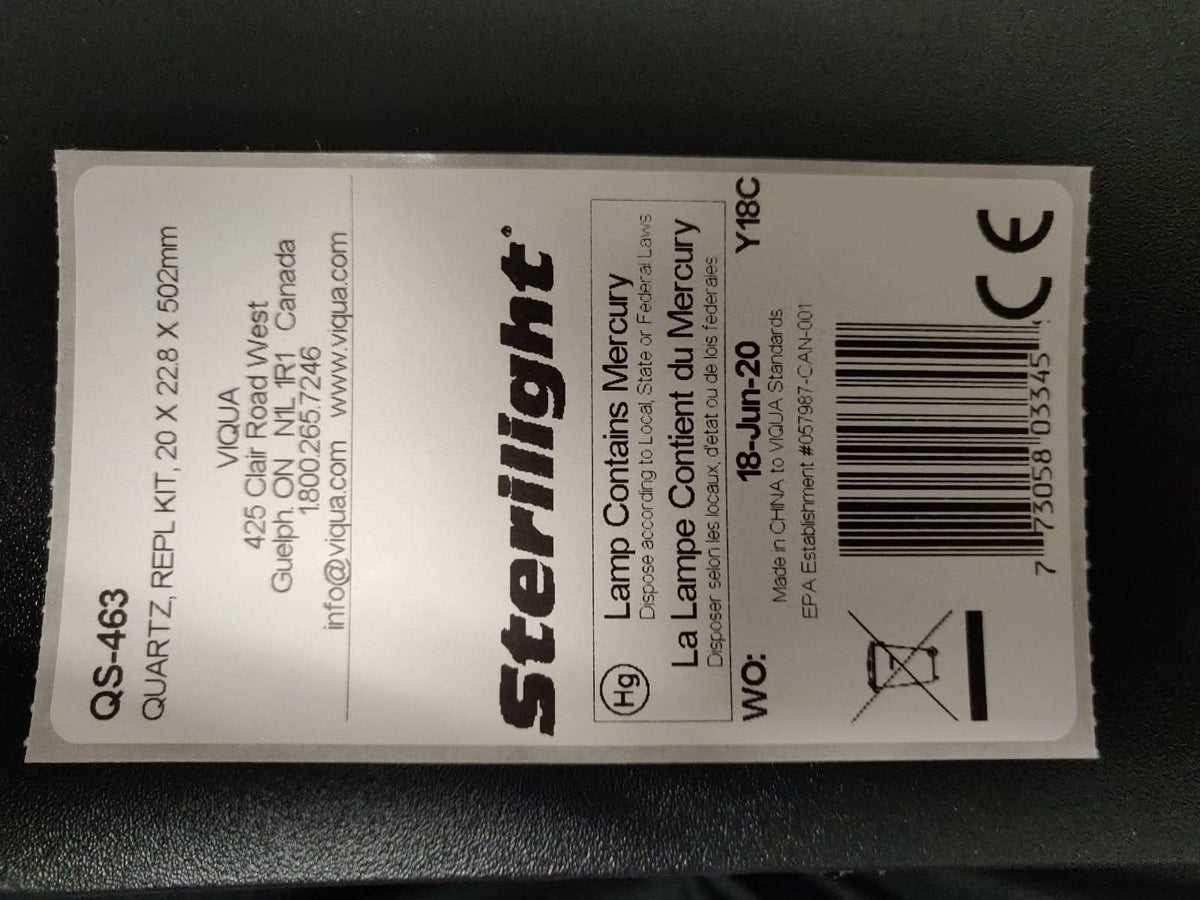 QS-463
QUARTZ, REPL KIT, 20 X 22.8 X 502mm
VIQUA
425 Clair Road West
Guelph, ON N1L 1R1 Canada
1.800.265.7246
info@viqua.com www.viqua.com
Sterilight®
Hg
Lamp Contains Mercury
Dispose according to Local, State or Federal Laws
La Lampe Contient du Mercury
Disposer selon les locaux, d'etat ou de lois federales
WO: 18-Jun-20 Y18C
Made in CHINA to VIQUA Standards
EPA Establishment #057987-CAN-001
7 73058 03345
CE